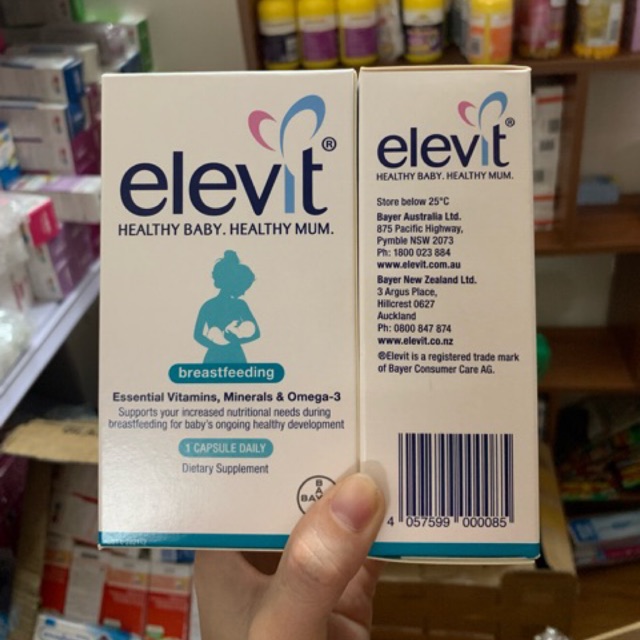 elevit®
HEALTHY BABY. HEALTHY MUM.
breastfeeding
Essential Vitamins, Minerals & Omega-3
Supports your increased nutritional needs during
breastfeeding for baby's ongoing healthy development
1 CAPSULE DAILY
Dietary Supplement
elevit®
HEALTHY BABY. HEALTHY MUM.
Store below 25°C
Bayer Australia Ltd.
875 Pacific Highway,
Pymble NSW 2073
Ph: 1800 023 884
www.elevit.com.au
Bayer New Zealand Ltd.
3 Argus Place,
Hillcrest 0627
Auckland
Ph: 0800 847 874
www.elevit.co.nz
®Elevit is a registered trade mark
of Bayer Consumer Care AG.
4 057599 000085